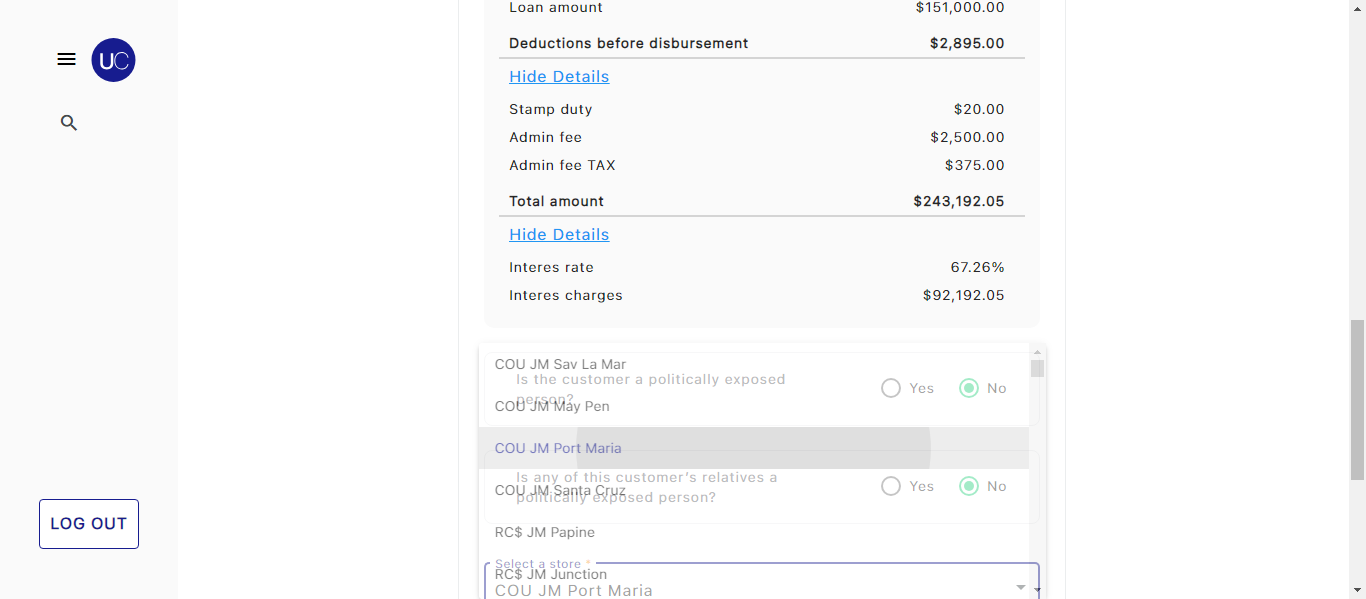 Loan amount $151,000.00
UC
Deductions before disbursement $2,895.00
Hide Details
Stamp duty $20.00
Admin fee $2,500.00
Admin fee TAX $375.00
Total amount $243,192.05
Hide Details
Interes rate 67.26%
Interes charges $92,192.05
COU JM Sav La Mar
Is the customer a politically exposed
person?
Yes No
COU JM May Pen
COU JM Port Maria
Is any of this customer's relatives a
politically exposed person?
Yes No
COU JM Santa Cruz
RC$ JM Papine
Select a store *
RC$ JM Junction
COU JM Port Maria
LOG OUT